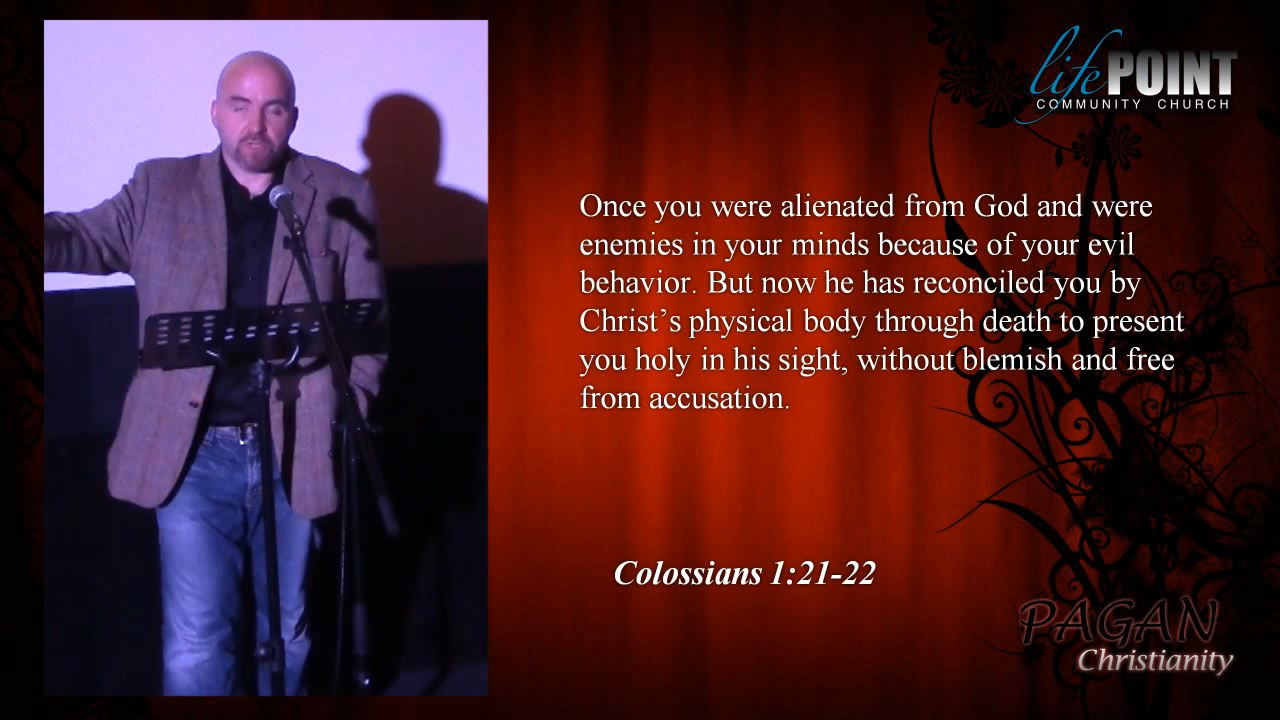 lifePOINT
COMMUNITY CHURCH
Once you were alienated from God and were
enemies in your minds because of your evil
behavior. But now he has reconciled you by
Christ’s physical body through death to present
you holy in his sight, without blemish and free
from accusation.
Colossians 1:21-22
PAGAN
Christianity